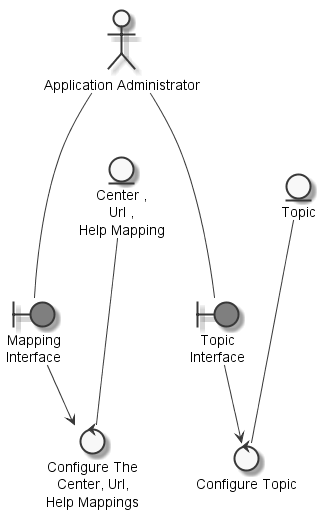 Application Administrator
Center ,
Url ,
Help Mapping
Topic
Mapping
Interface
Topic
Interface
Configure The
Center, Url,
Help Mappings
Configure Topic